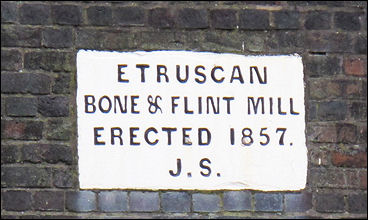 ETRUSCAN
BONE & FLINT MILL
ERECTED 1857.
J.S.